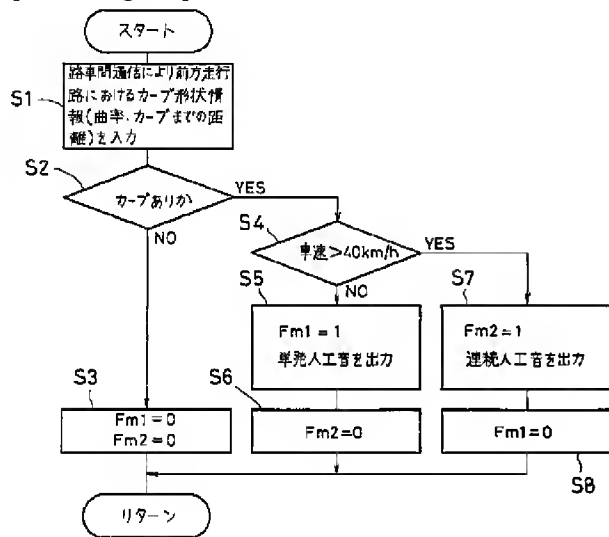 スタート
S1
路車間通信により前方走行
路におけるカーブ形状情
報(曲率、カーブまでの距
離)を入力
S2
カーブありか
YES
NO
S4
車速>40km/h
YES
NO
S5
Fm1=1
単発人工音を出力
S7
Fm2=1
連続人工音を出力
S3
Fm1=0
Fm2=0
S6
Fm2=0
Fm1=0
S8
リターン